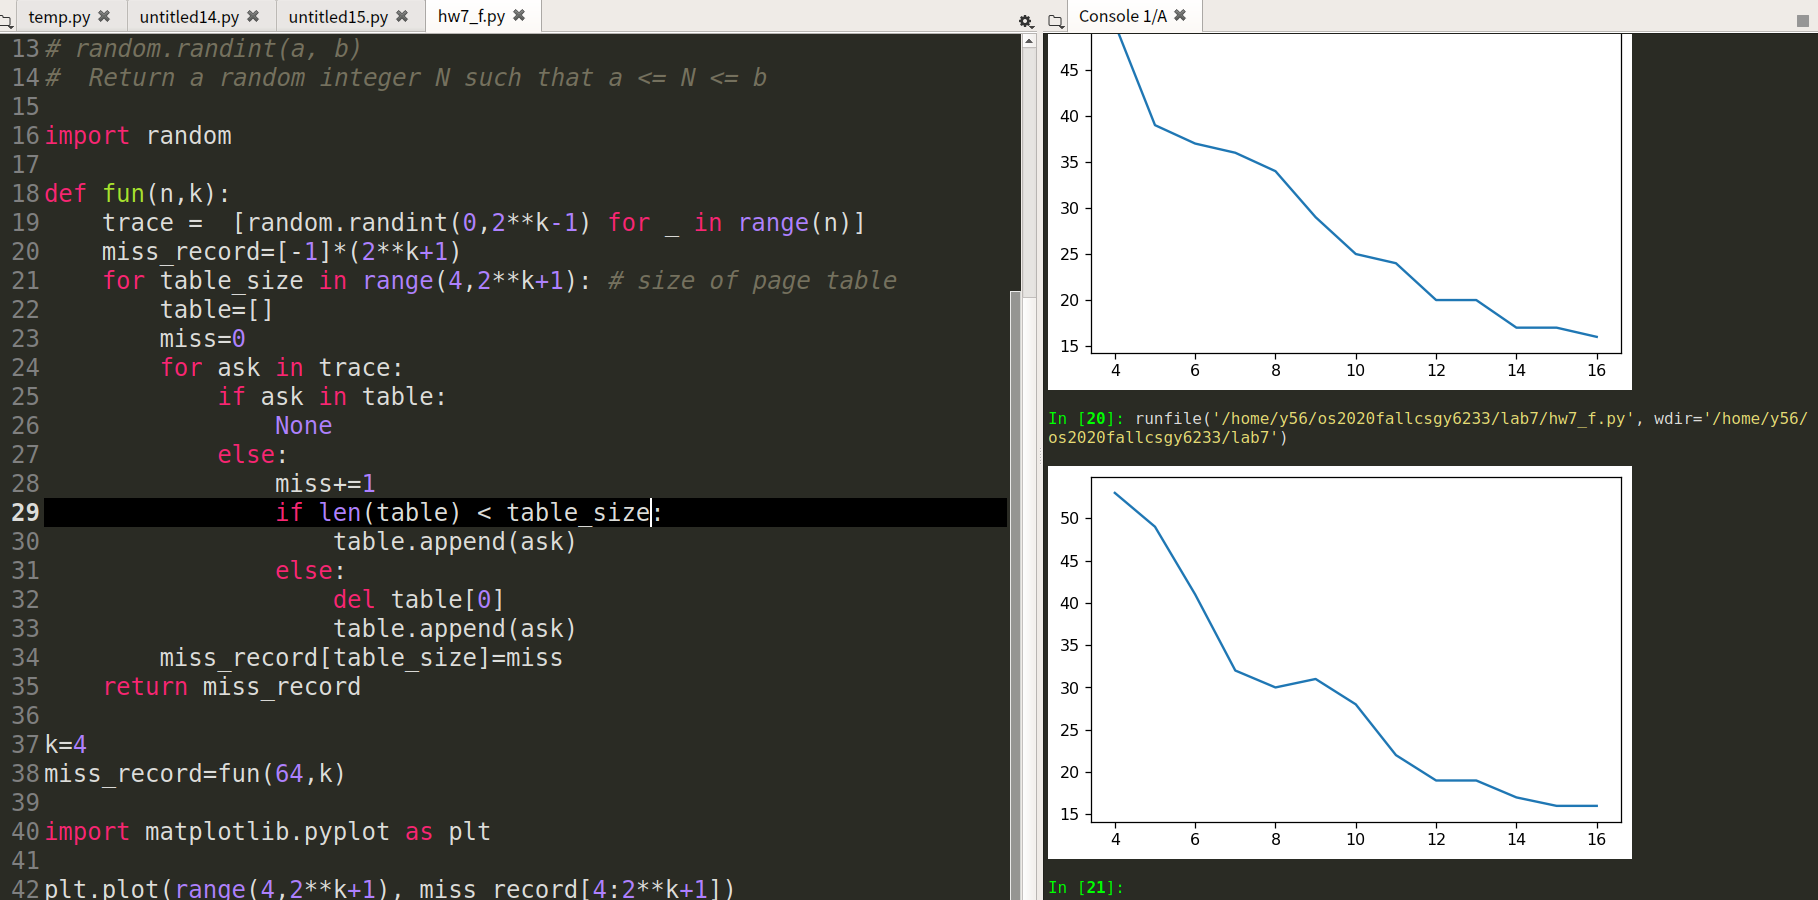 temp.py
untitled14.py
untitled15.py
hw7_f.py
13 # random.randint(a, b)
14 #  Return a random integer N such that a <= N <= b
15
16 import random
17
18 def fun(n,k):
19     trace =  [random.randint(0,2**k-1) for _ in range(n)]
20     miss_record=[-1]*(2**k+1)
21     for table_size in range(4,2**k+1): # size of page table
22         table=[]
23         miss=0
24         for ask in trace:
25             if ask in table:
26                 None
27             else:
28                 miss+=1
29                 if len(table) < table_size:
30                     table.append(ask)
31                 else:
32                     del table[0]
33                     table.append(ask)
34         miss_record[table_size]=miss
35     return miss_record
36
37 k=4
38 miss_record=fun(64,k)
39
40 import matplotlib.pyplot as plt
41
42 plt.plot(range(4,2**k+1), miss_record[4:2**k+1])
Console 1/A
45
40
35
30
25
20
15
4 6 8 10 12 14 16
In [20]: runfile('/home/y56/os2020fallcsgy6233/lab7/hw7_f.py', wdir='/home/y56/
os2020fallcsgy6233/lab7')
50
45
40
35
30
25
20
15
4 6 8 10 12 14 16
In [21]: